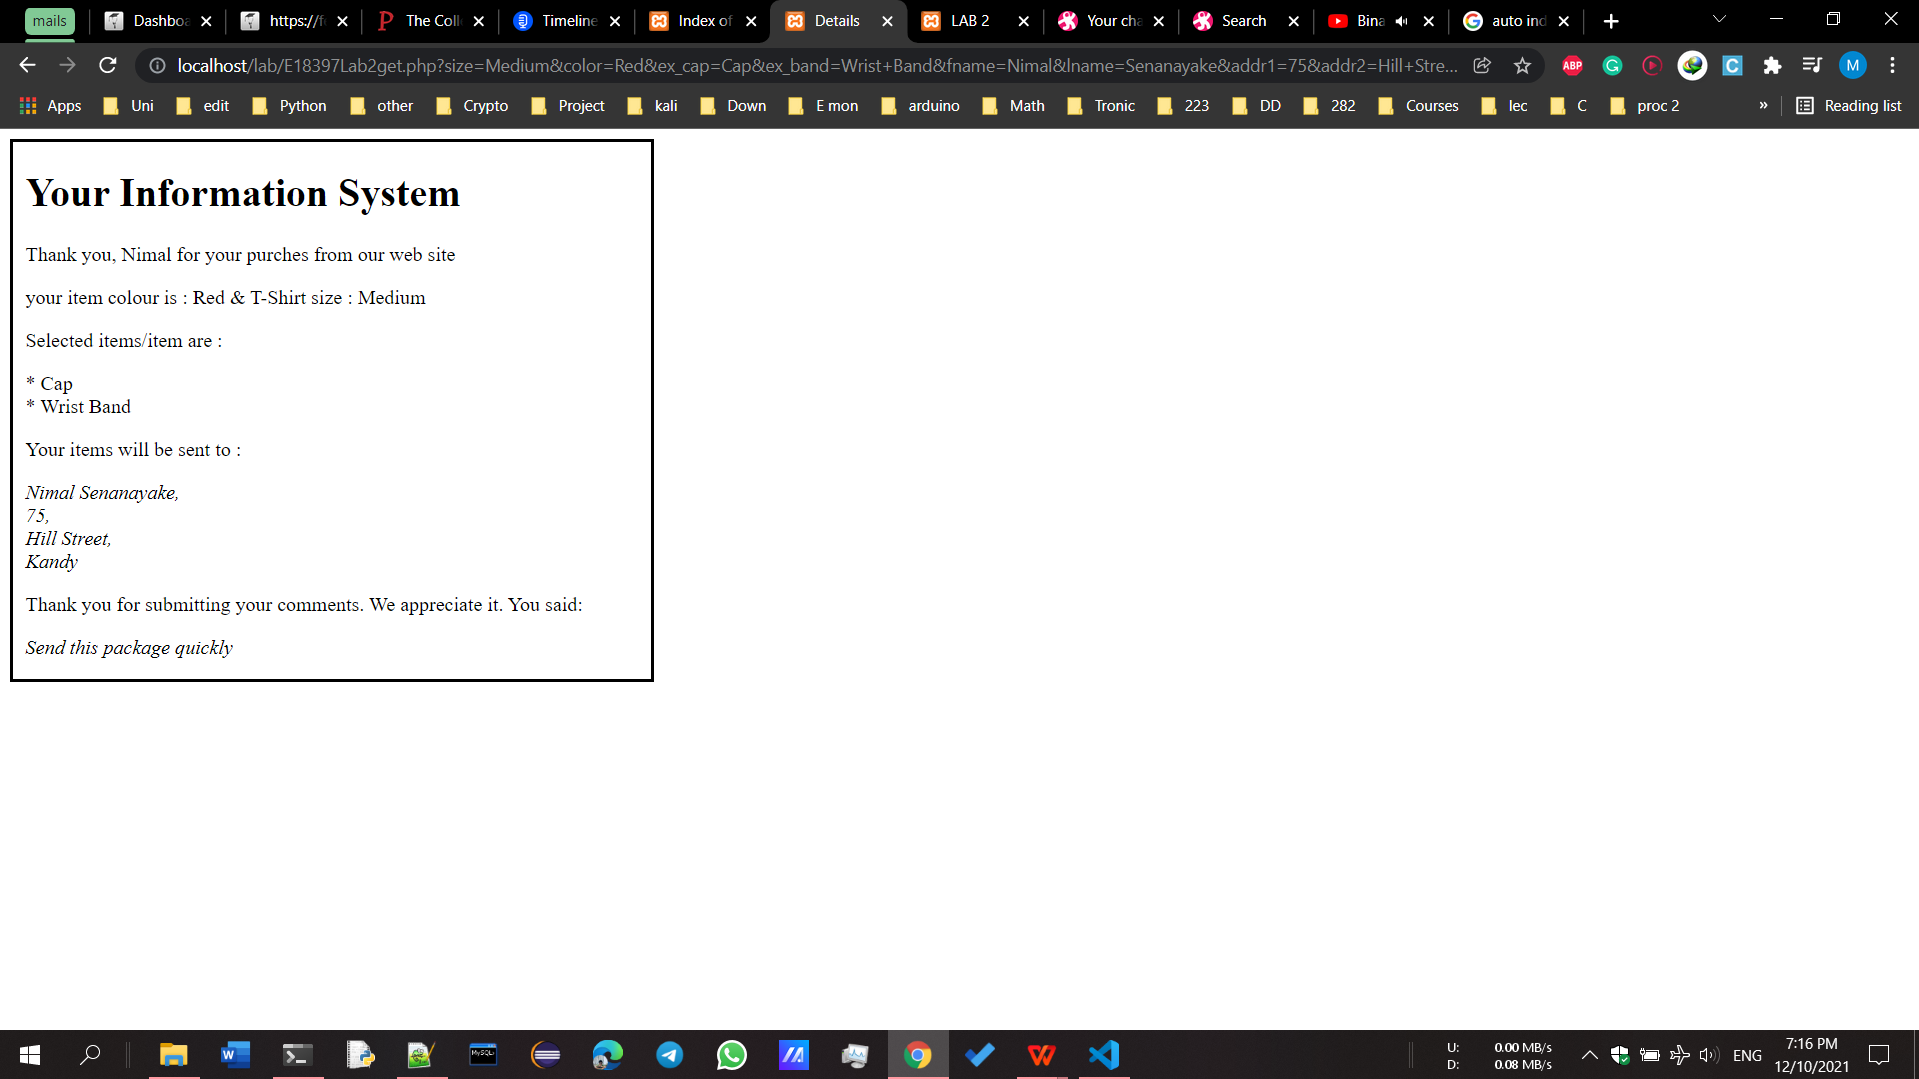 mails
Dashboa
https://fe
The Coll
Timeline
Index of
Details
LAB 2
Your cha
Search
Bina
auto ind
localhost/lab/E18397Lab2get.php?size=Medium&color=Red&ex_cap=Cap&ex_band=Wrist+Band&fname=Nimal&lname=Senanayake&addr1=75&addr2=Hill+Stre...
ABP
M
Apps
Uni
edit
Python
other
Crypto
Project
kali
Down
E mon
arduino
Math
Tronic
223
DD
282
Courses
lec
C
proc 2
»
Reading list
Your Information System
Thank you, Nimal for your purches from our web site
your item colour is : Red & T-Shirt size : Medium
Selected items/item are :
* Cap
* Wrist Band
Your items will be sent to :
Nimal Senanayake,
75,
Hill Street,
Kandy
Thank you for submitting your comments. We appreciate it. You said:
Send this package quickly
MySQL
U: 0.00 MB/s
D: 0.08 MB/s
ENG
7:16 PM
12/10/2021